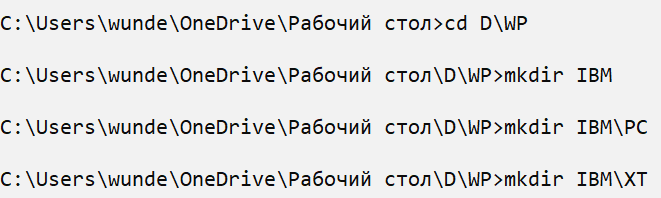 C:\Users\wunde\OneDrive\Рабочий стол>cd D\WP
C:\Users\wunde\OneDrive\Рабочий стол\D\WP>mkdir IBM
C:\Users\wunde\OneDrive\Рабочий стол\D\WP>mkdir IBM\PC
C:\Users\wunde\OneDrive\Рабочий стол\D\WP>mkdir IBM\XT